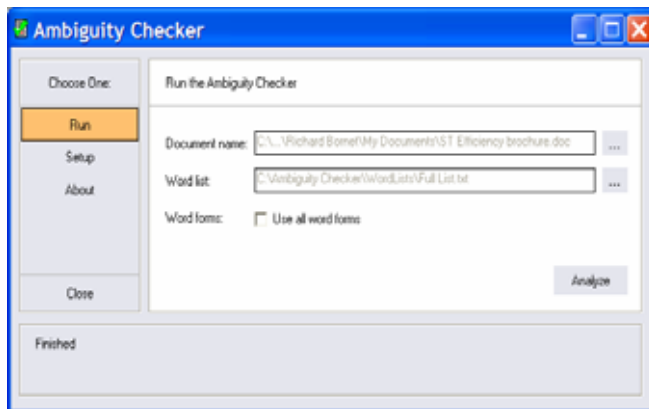 Ambiguity Checker
Choose One:
Run the Ambiguity Checker
Run
Setup
About
Close
Document name: C:\...\Richard Bornet\My Documents\ST Efficiency brochure.doc ...
Word list: C:\Ambiguity Checker\WordLists\Full List.txt ...
Word forms: Use all word forms
Analyze
Finished